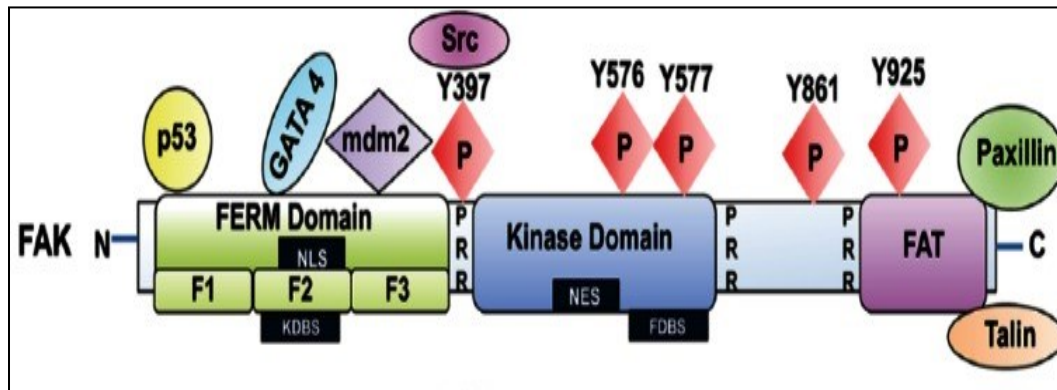 Src
Y397
Y576
Y577
Y861
Y925
p53
GATA 4
mdm2
P
P
P
P
P
Paxillin
FAK
N
FERM Domain
NLS
F1
F2
F3
KDBS
PRR
Kinase Domain
NES
FDBS
PRR
PRR
FAT
C
Talin